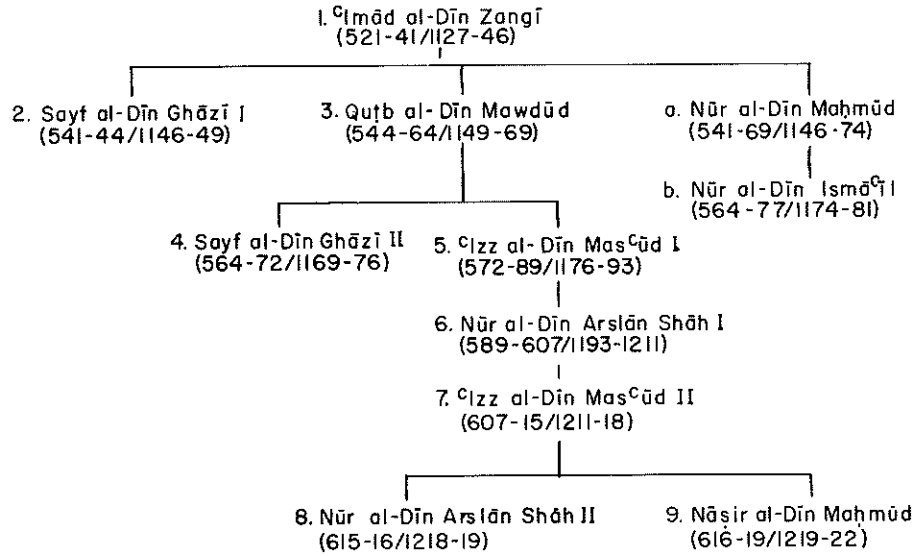 1. ᶜImād al-Dīn Zangī
(521-41/1127-46)
2. Sayf al-Dīn Ghāzī I
(541-44/1146-49)
3. Quṭb al-Dīn Mawdūd
(544-64/1149-69)
a. Nūr al-Dīn Maḥmūd
(541-69/1146-74)
b. Nūr al-Dīn Ismāᶜīl
(564-77/1174-81)
4. Sayf al-Dīn Ghāzī II
(564-72/1169-76)
5. ᶜIzz al-Dīn Masᶜūd I
(572-89/1176-93)
6. Nūr al-Dīn Arslān Shāh I
(589-607/1193-1211)
7. ᶜIzz al-Dīn Masᶜūd II
(607-15/1211-18)
8. Nūr al-Dīn Arslān Shāh II
(615-16/1218-19)
9. Nāṣir al-Dīn Maḥmūd
(616-19/1219-22)